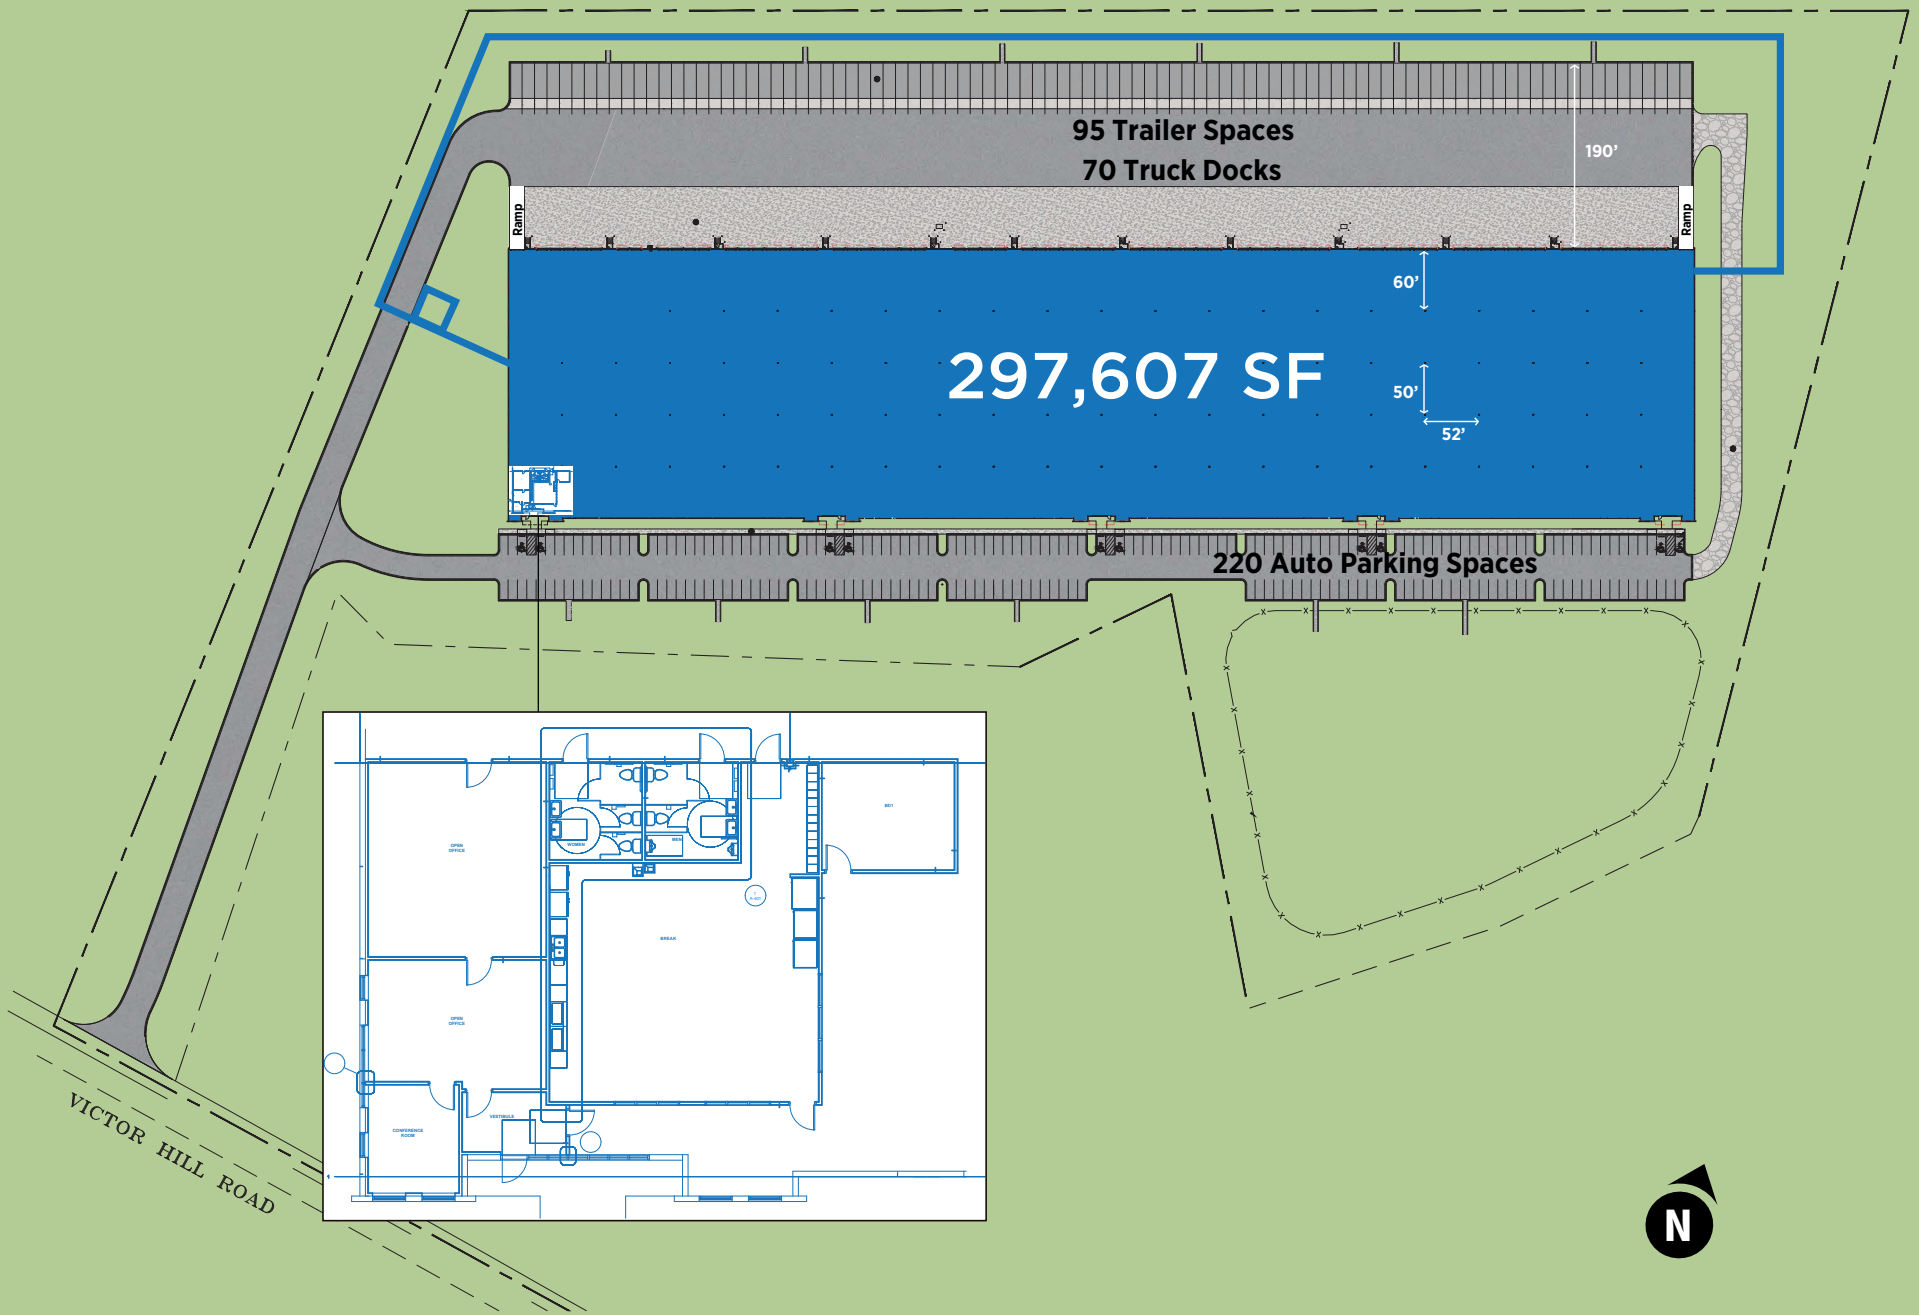 95 Trailer Spaces
70 Truck Docks
190’
Ramp
Ramp
60’
297,607 SF
50’
52’
220 Auto Parking Spaces
OPEN
OFFICE
WOMEN
MEN
BREAK
OPEN
OFFICE
CONFERENCE
ROOM
VESTIBULE
VICTOR HILL ROAD
N